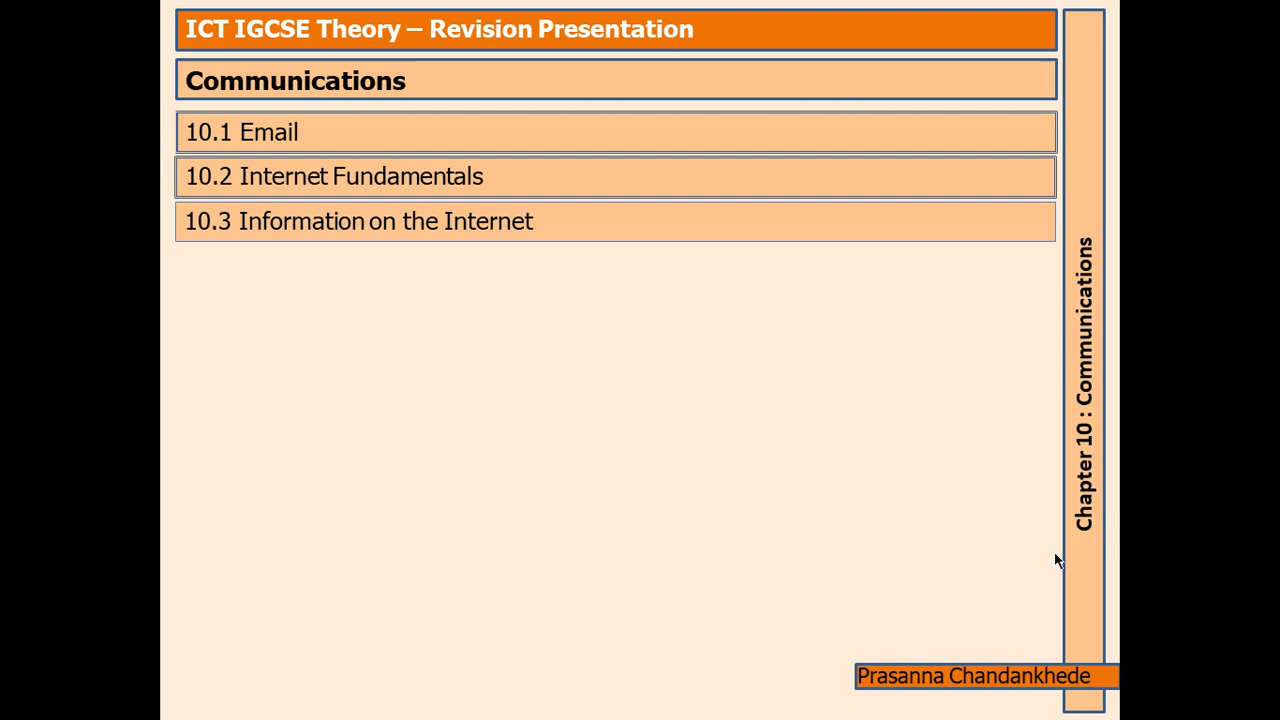 ICT IGCSE Theory – Revision Presentation
Communications
10.1 Email
10.2 Internet Fundamentals
10.3 Information on the Internet
Chapter 10 : Communications
Prasanna Chandankhede